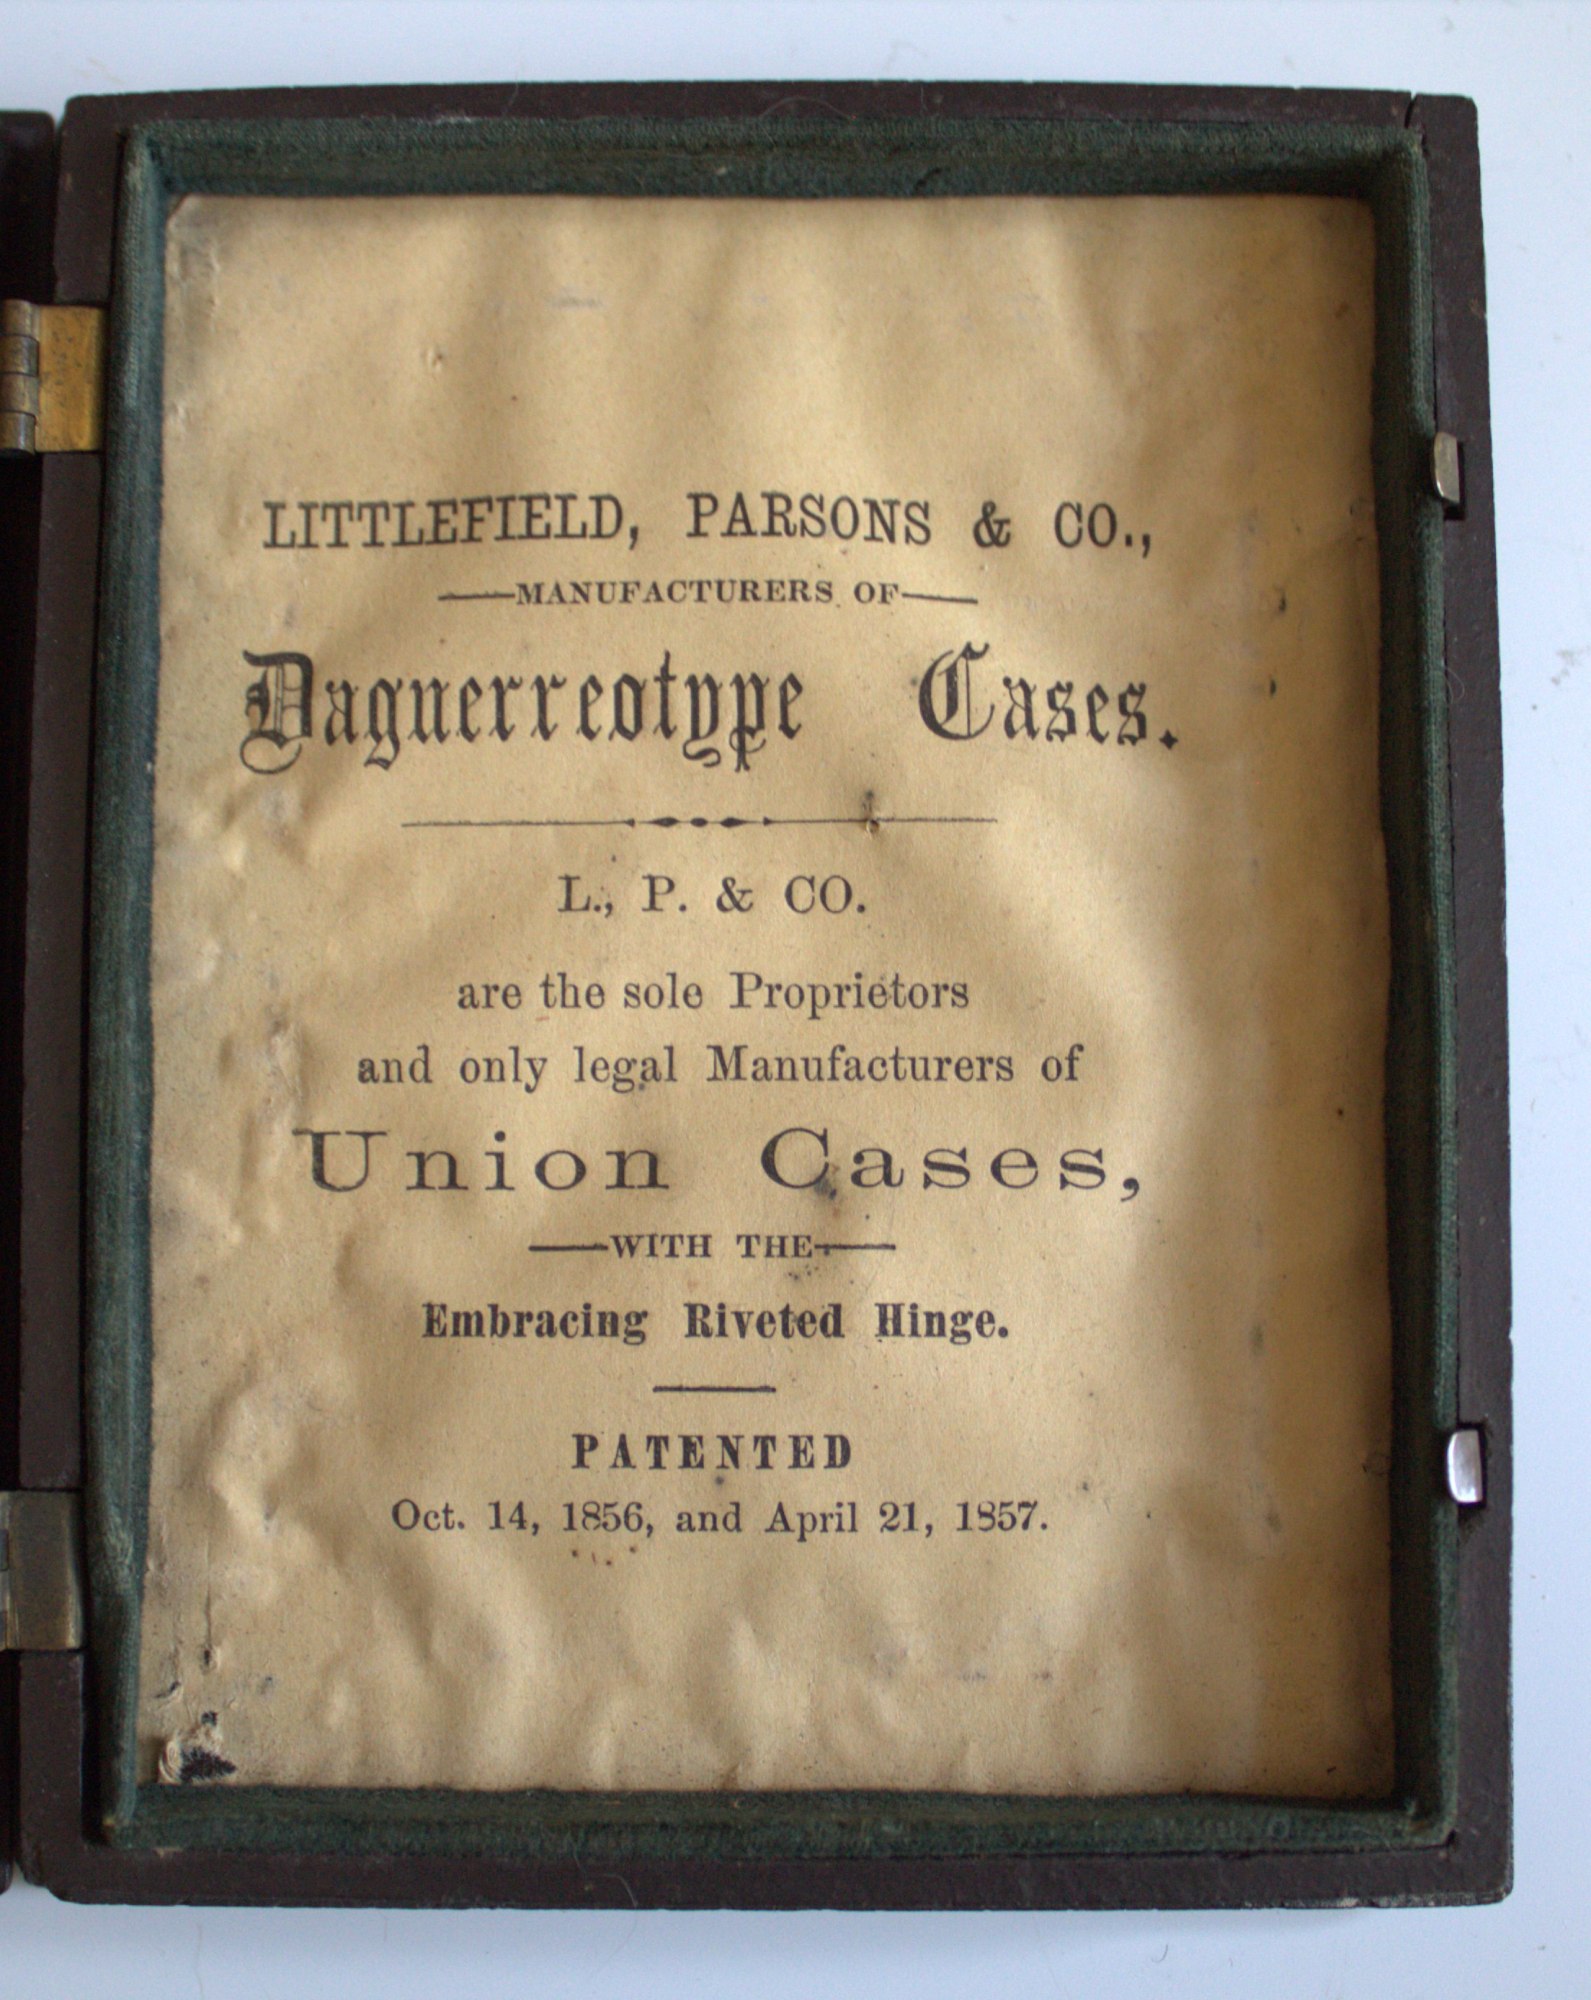 LITTLEFIELD, PARSONS & CO.,
MANUFACTURERS OF
Daguerreotype Cases.
L., P. & CO.
are the sole Proprietors
and only legal Manufacturers of
Union Cases,
WITH THE
Embracing Riveted Hinge.
PATENTED
Oct. 14, 1856, and April 21, 1857.